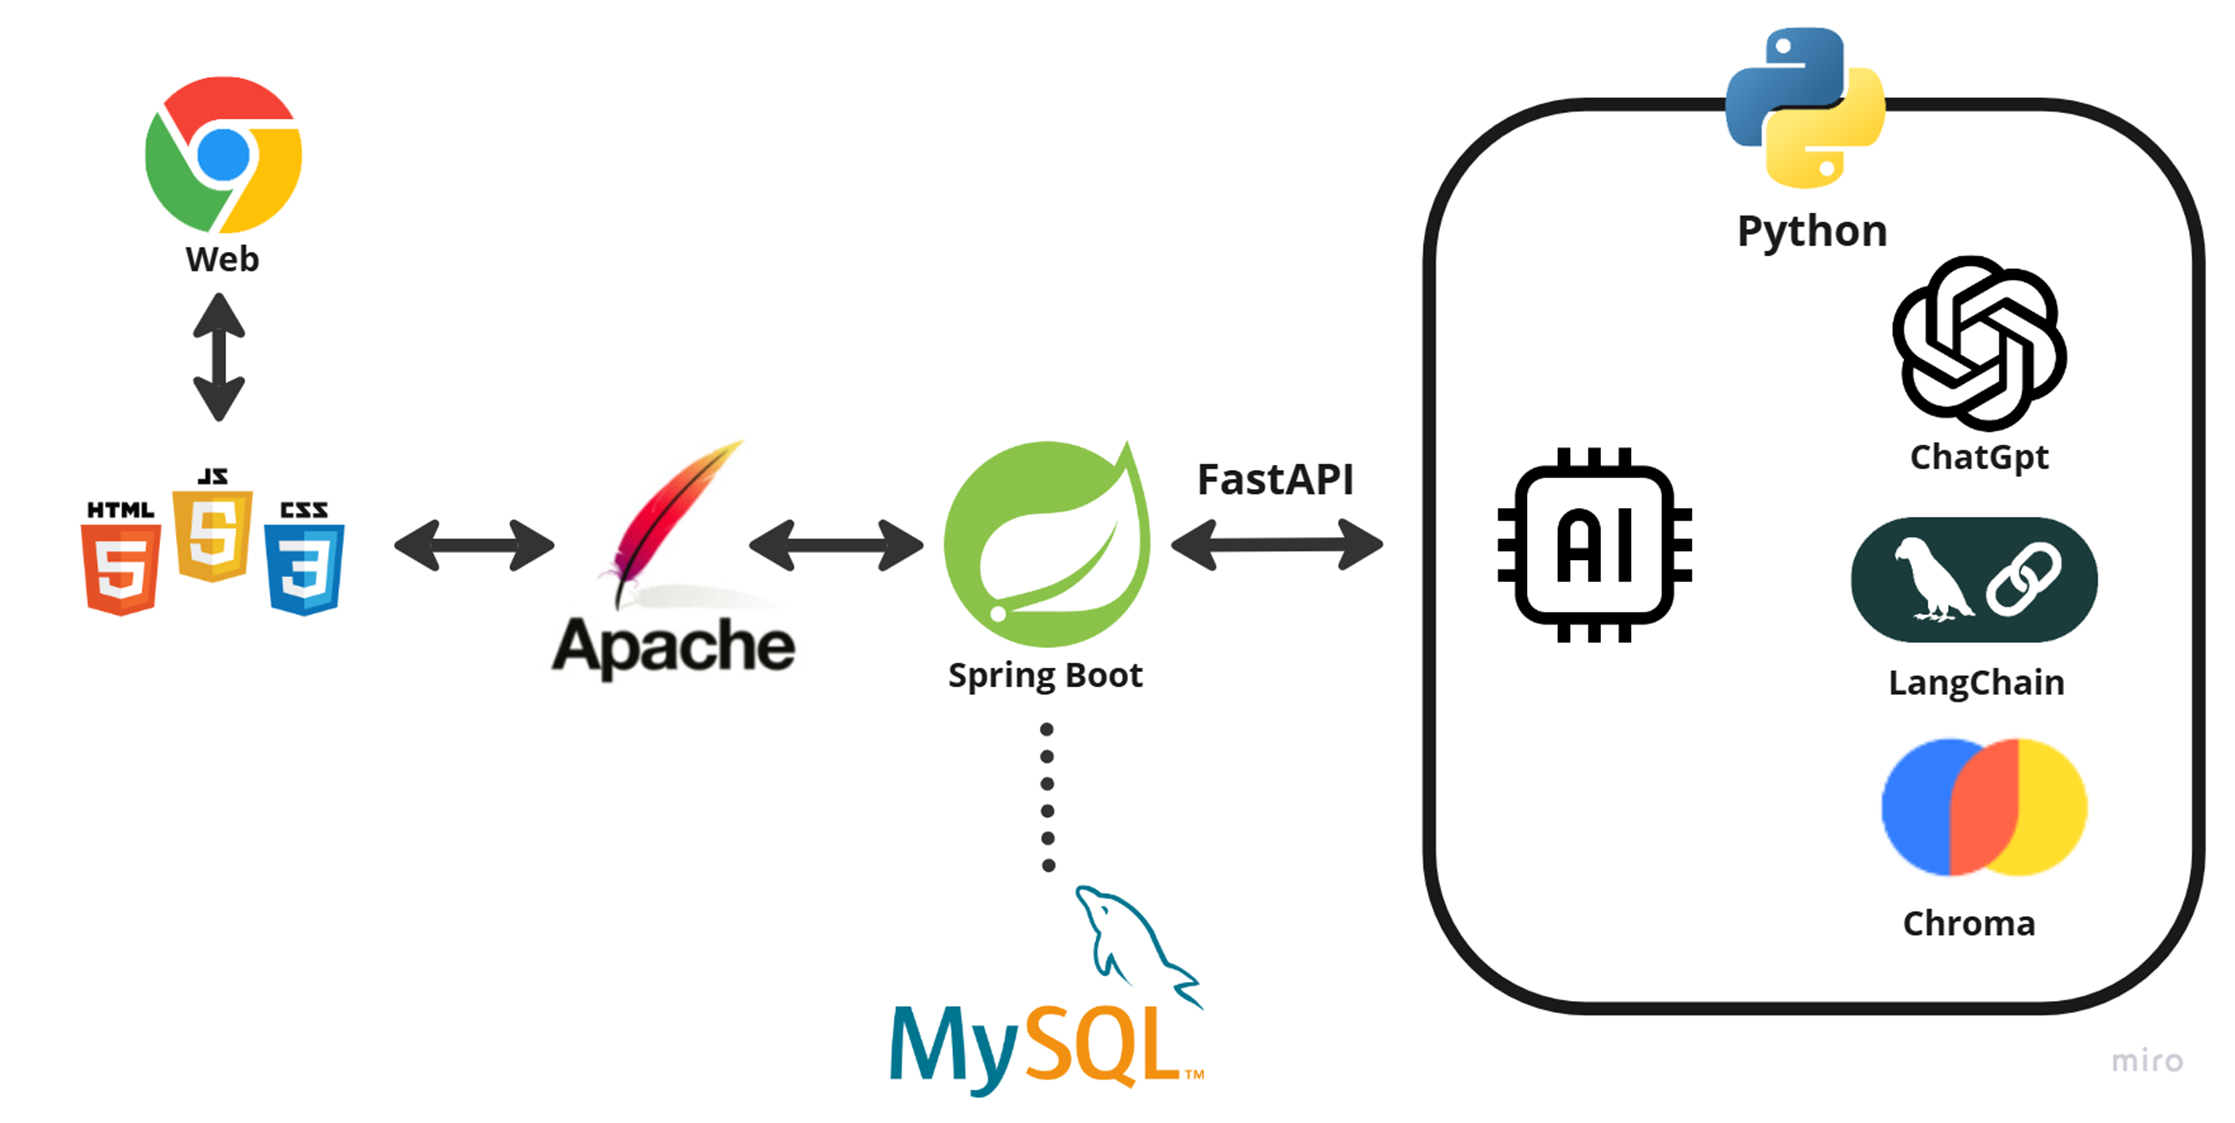 Web
JS
HTML
CSS
5
5
3
Apache
Spring Boot
FastAPI
MySQL™
Python
AI
ChatGpt
LangChain
Chroma
miro